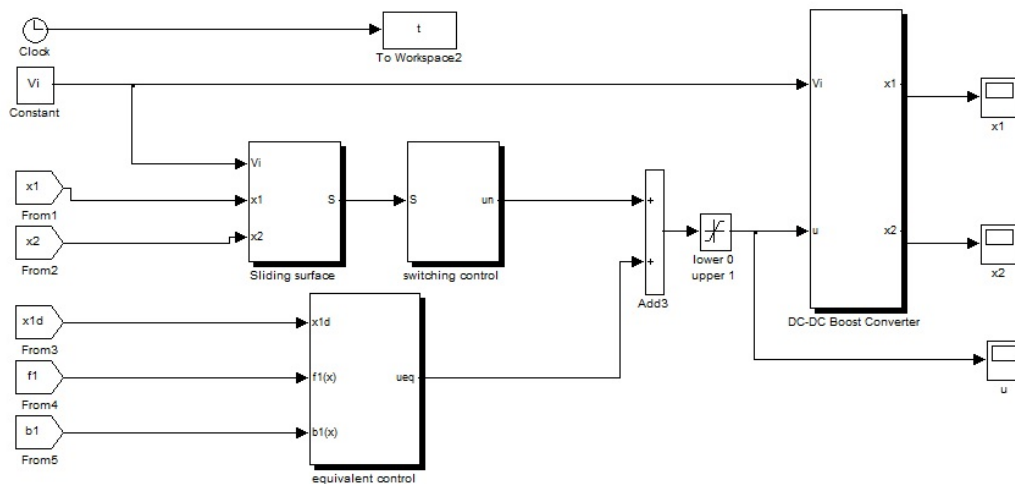 Clock
t
To Workspace2
Vi
Constant
Vi
x1
x2
S
Sliding surface
S
un
switching control
x1
From1
x2
From2
x1d
From3
f1
From4
b1
From5
x1d
f1(x)
b1(x)
ueq
equivalent control
+
+
Add3
lower 0
upper 1
Vi
u
x1
x2
DC-DC Boost Converter
x1
x2
u